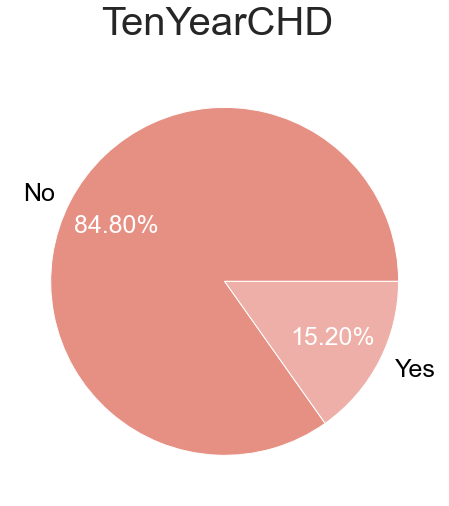 TenYearCHD
No
84.80%
15.20%
Yes